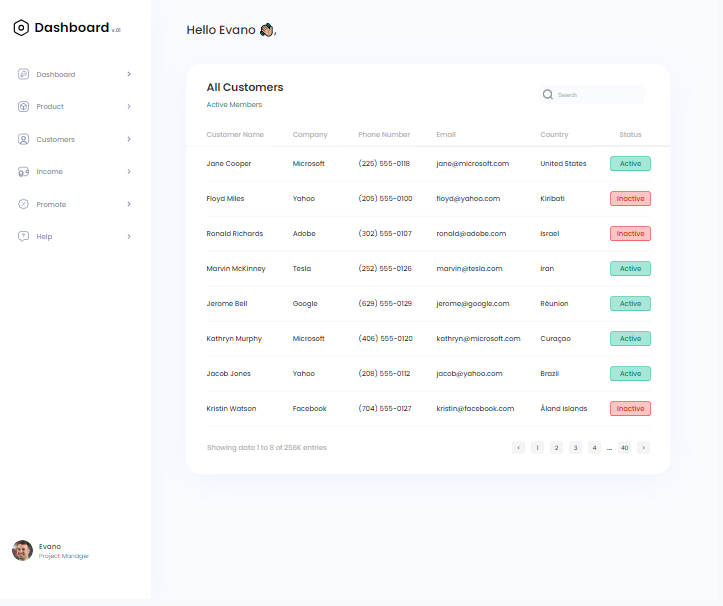 Dashboard v.01
Dashboard
Product
Customers
Income
Promote
Help
Evano
Project Manager
Hello Evano 👋🏼,
All Customers
Active Members
Search
Customer Name Company Phone Number Email Country Status
Jane Cooper Microsoft (225) 555-0118 jane@microsoft.com United States Active
Floyd Miles Yahoo (205) 555-0100 floyd@yahoo.com Kiribati Inactive
Ronald Richards Adobe (302) 555-0107 ronald@adobe.com Israel Inactive
Marvin McKinney Tesla (252) 555-0126 marvin@tesla.com Iran Active
Jerome Bell Google (629) 555-0129 jerome@google.com Réunion Active
Kathryn Murphy Microsoft (406) 555-0120 kathryn@microsoft.com Curaçao Active
Jacob Jones Yahoo (208) 555-0112 jacob@yahoo.com Brazil Active
Kristin Watson Facebook (704) 555-0127 kristin@facebook.com Åland Islands Inactive
Showing data 1 to 8 of 256K entries
< 1 2 3 4 ... 40 >